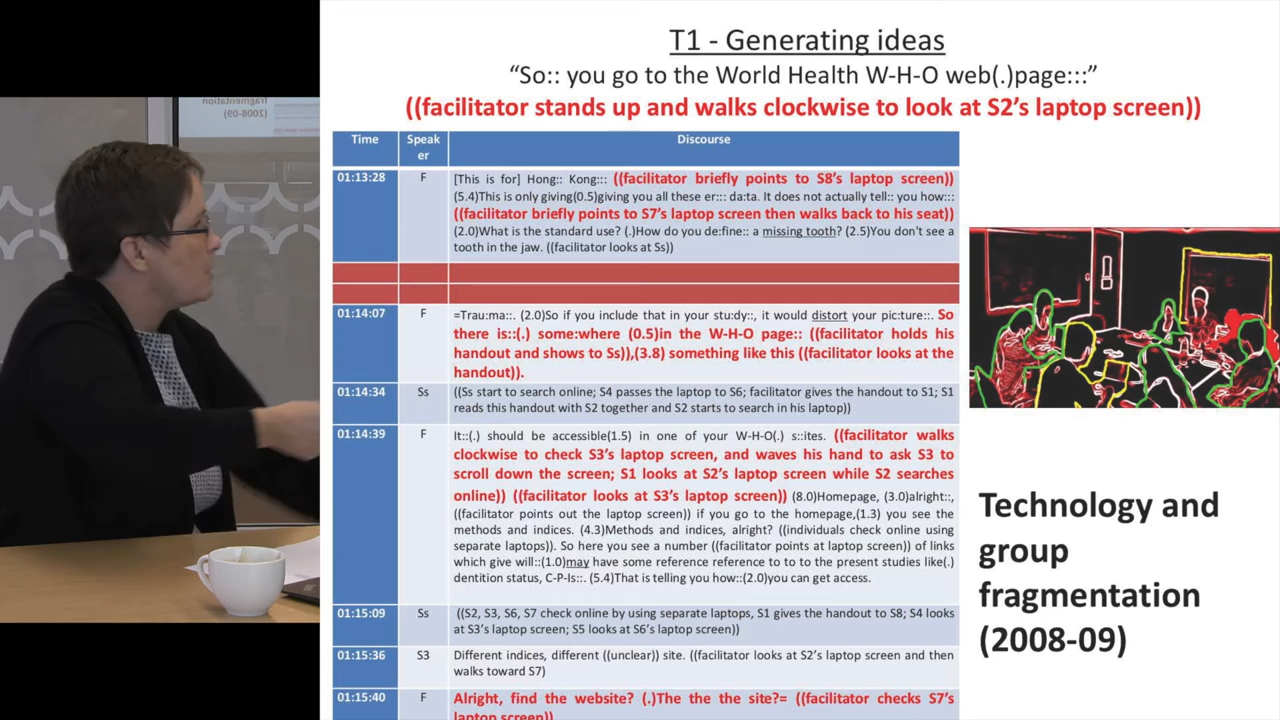 T1 - Generating ideas
“So:: you go to the World Health W-H-O web(.)page:::”
((facilitator stands up and walks clockwise to look at S2’s laptop screen))
Time
Speak
er
Discourse
01:13:28
F
[This is for] Hong:: Kong::: ((facilitator briefly points to S8’s laptop screen))
(5.4)This is only giving(0.5)giving you all these er::: da:ta. It does not actually tell:: you how:::
((facilitator briefly points to S7’s laptop screen then walks back to his seat))
(2.0)What is the standard use? (.)How do you de:fine:: a missing tooth? (2.5)You don't see a
tooth in the jaw. ((facilitator looks at Ss))
01:14:07
F
=Trau:ma::. (2.0)So if you include that in your stu:dy::, it would distort your pic:ture::. So
there is::(.) some:where (0.5)in the W-H-O page:: ((facilitator holds his
handout and shows to Ss)),(3.8) something like this ((facilitator looks at the
handout)).
01:14:34
Ss
((Ss start to search online; S4 passes the laptop to S6; facilitator gives the handout to S1; S1
reads this handout with S2 together and S2 starts to search in his laptop))
01:14:39
F
It::(.) should be accessible(1.5) in one of your W-H-O(.) s::ites. ((facilitator walks
clockwise to check S3’s laptop screen, and waves his hand to ask S3 to
scroll down the screen; S1 looks at S2’s laptop screen while S2 searches
online)) ((facilitator looks at S3’s laptop screen)) (8.0)Homepage, (3.0)alright::,
((facilitator points out the laptop screen)) if you go to the homepage,(1.3) you see the
methods and indices. (4.3)Methods and indices, alright? ((individuals check online using
separate laptops)). So here you see a number ((facilitator points at laptop screen)) of links
which give will::(1.0)may have some reference reference to to to the present studies like(.)
dentition status, C-P-Is::. (5.4)That is telling you how::(2.0)you can get access.
01:15:09
Ss
((S2, S3, S6, S7 check online by using separate laptops, S1 gives the handout to S8; S4 looks
at S3’s laptop screen; S5 looks at S6’s laptop screen))
01:15:36
S3
Different indices, different ((unclear)) site. ((facilitator looks at S2’s laptop screen and then
walks toward S7)
01:15:40
F
Alright, find the website? (.)The the the site?= ((facilitator checks S7’s
laptop screen))
Technology and
group
fragmentation
(2008-09)